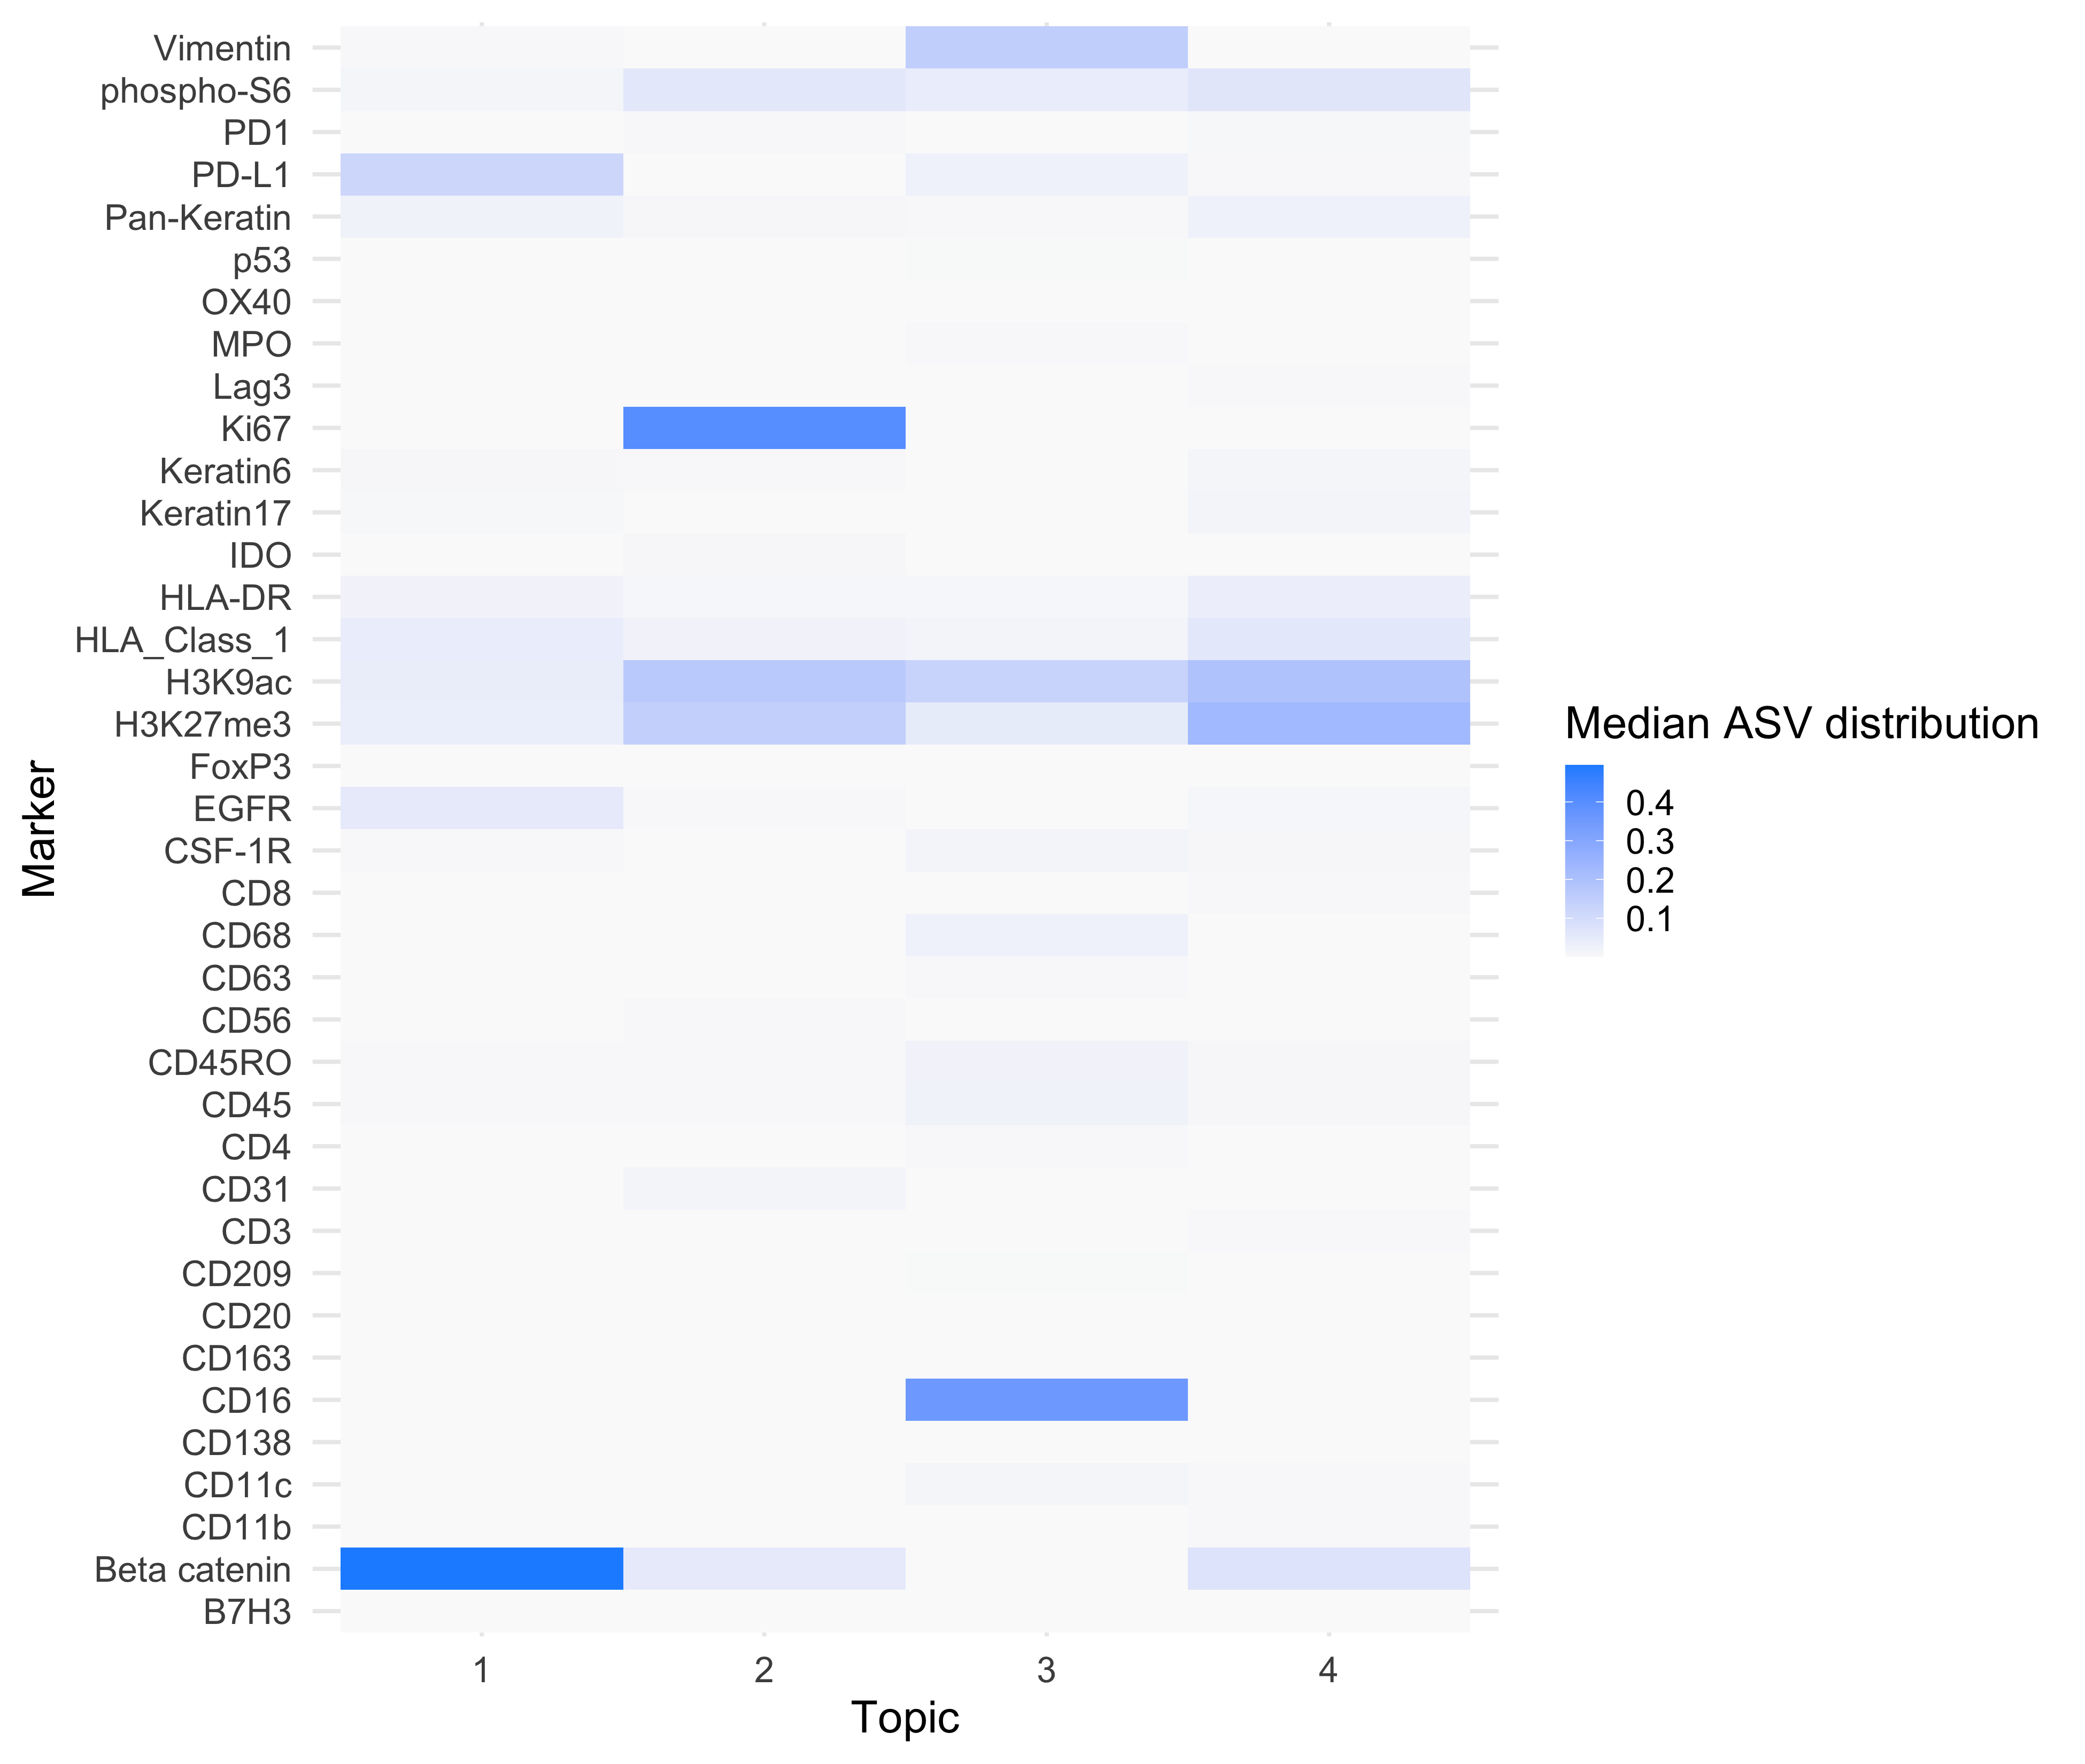 Vimentin
phospho-S6
PD1
PD-L1
Pan-Keratin
p53
OX40
MPO
Lag3
Ki67
Keratin6
Keratin17
IDO
HLA-DR
HLA_Class_1
H3K9ac
H3K27me3
FoxP3
EGFR
CSF-1R
CD8
CD68
CD63
CD56
CD45RO
CD45
CD4
CD31
CD3
CD209
CD20
CD163
CD16
CD138
CD11c
CD11b
Beta catenin
B7H3
Marker
1 2 3 4
Topic
Median ASV distribution
0.4
0.3
0.2
0.1